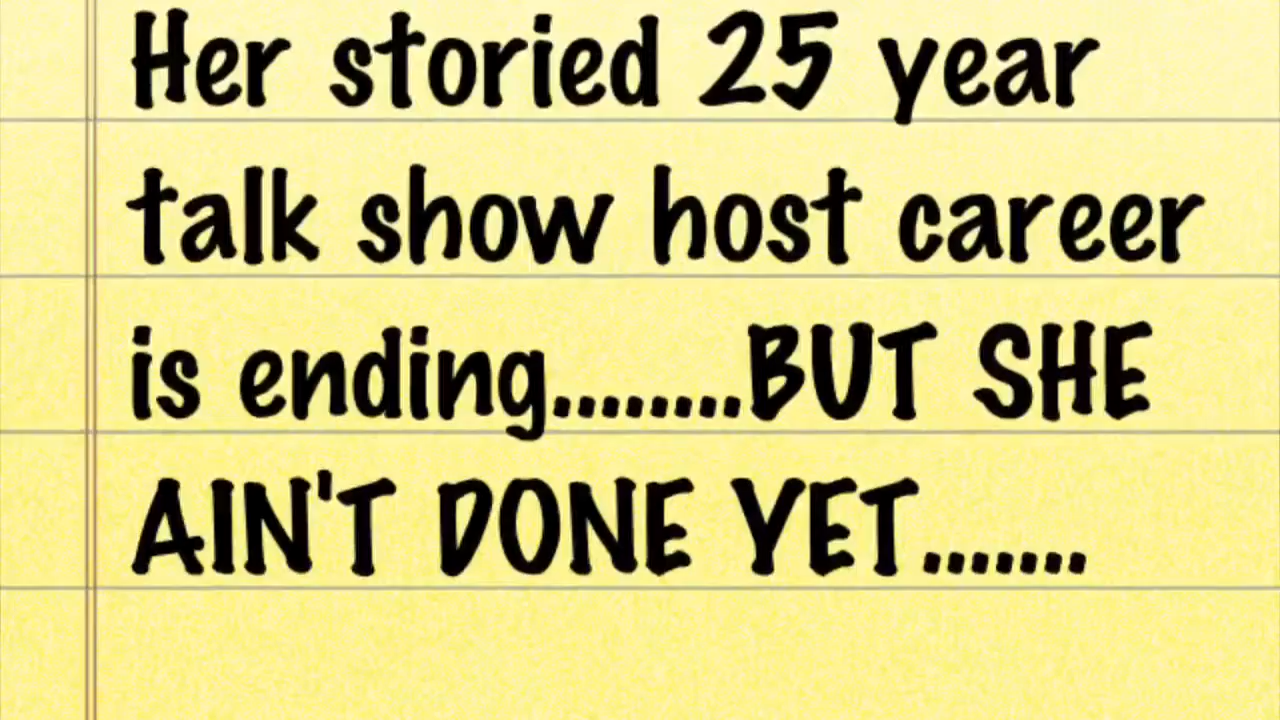 Her storied 25 year
talk show host career
is ending........BUT SHE
AIN'T DONE YET.......